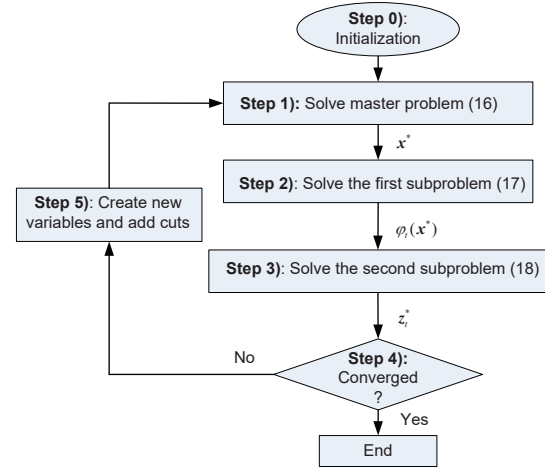 Step 0):
Initialization
Step 1): Solve master problem (16)
x*
Step 2): Solve the first subproblem (17)
φₜ(x*)
Step 3): Solve the second subproblem (18)
zₜ*
Step 4):
Converged
?
No
Step 5): Create new
variables and add cuts
Yes
End